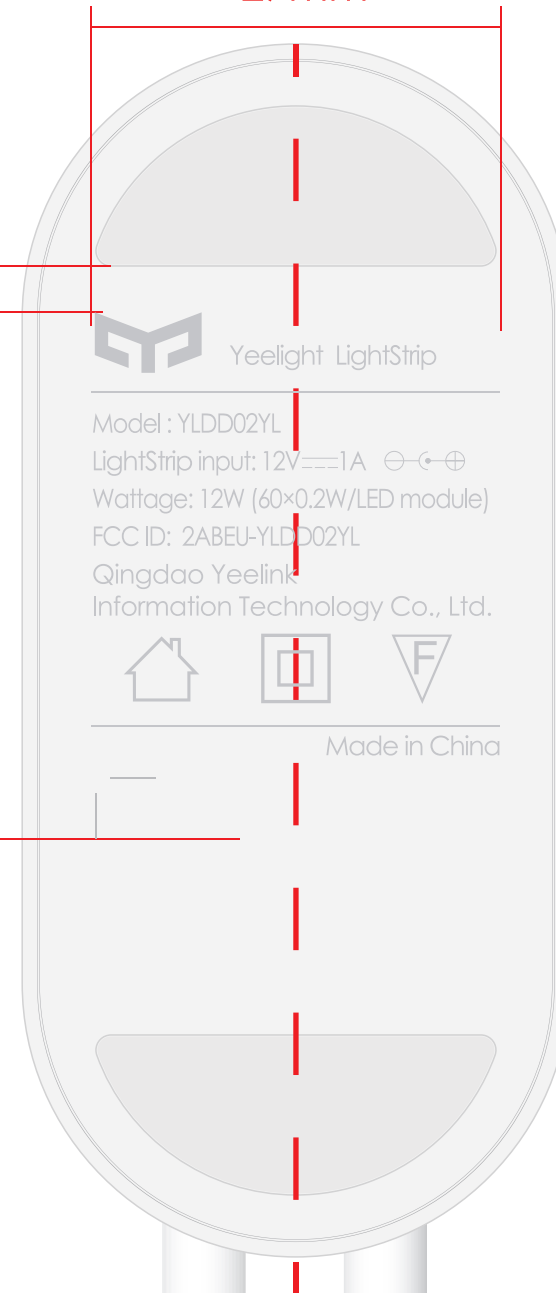 Yeelight LightStrip
Model : YLDD02YL
LightStrip input: 12V⎓1A
Wattage: 12W (60×0.2W/LED module)
FCC ID: 2ABEU-YLDD02YL
Qingdao Yeelink
Information Technology Co., Ltd.
F
Made in China